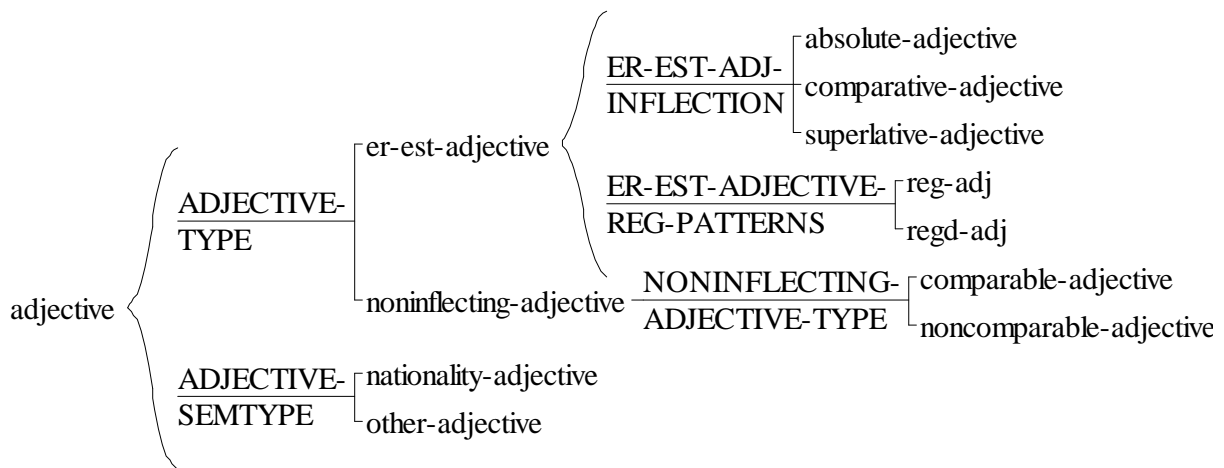 adjective
ADJECTIVE-
TYPE
er-est-adjective
ER-EST-ADJ-
INFLECTION
absolute-adjective
comparative-adjective
superlative-adjective
ER-EST-ADJECTIVE-
REG-PATTERNS
reg-adj
regd-adj
noninflecting-adjective
NONINFLECTING-
ADJECTIVE-TYPE
comparable-adjective
noncomparable-adjective
ADJECTIVE-
SEMTYPE
nationality-adjective
other-adjective